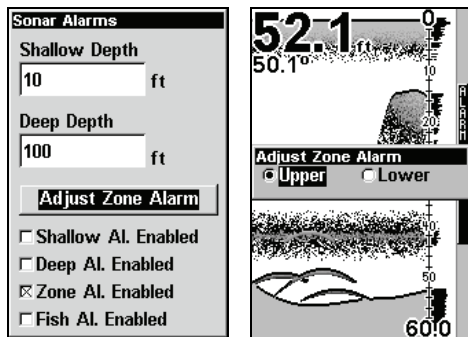 Sonar Alarms
Shallow Depth
10 ft
Deep Depth
100 ft
Adjust Zone Alarm
Shallow Al. Enabled
Deep Al. Enabled
Zone Al. Enabled
Fish Al. Enabled
52.1ft
50.1°
0
10
20
ALARM
Adjust Zone Alarm
Upper Lower
40
50
60.0